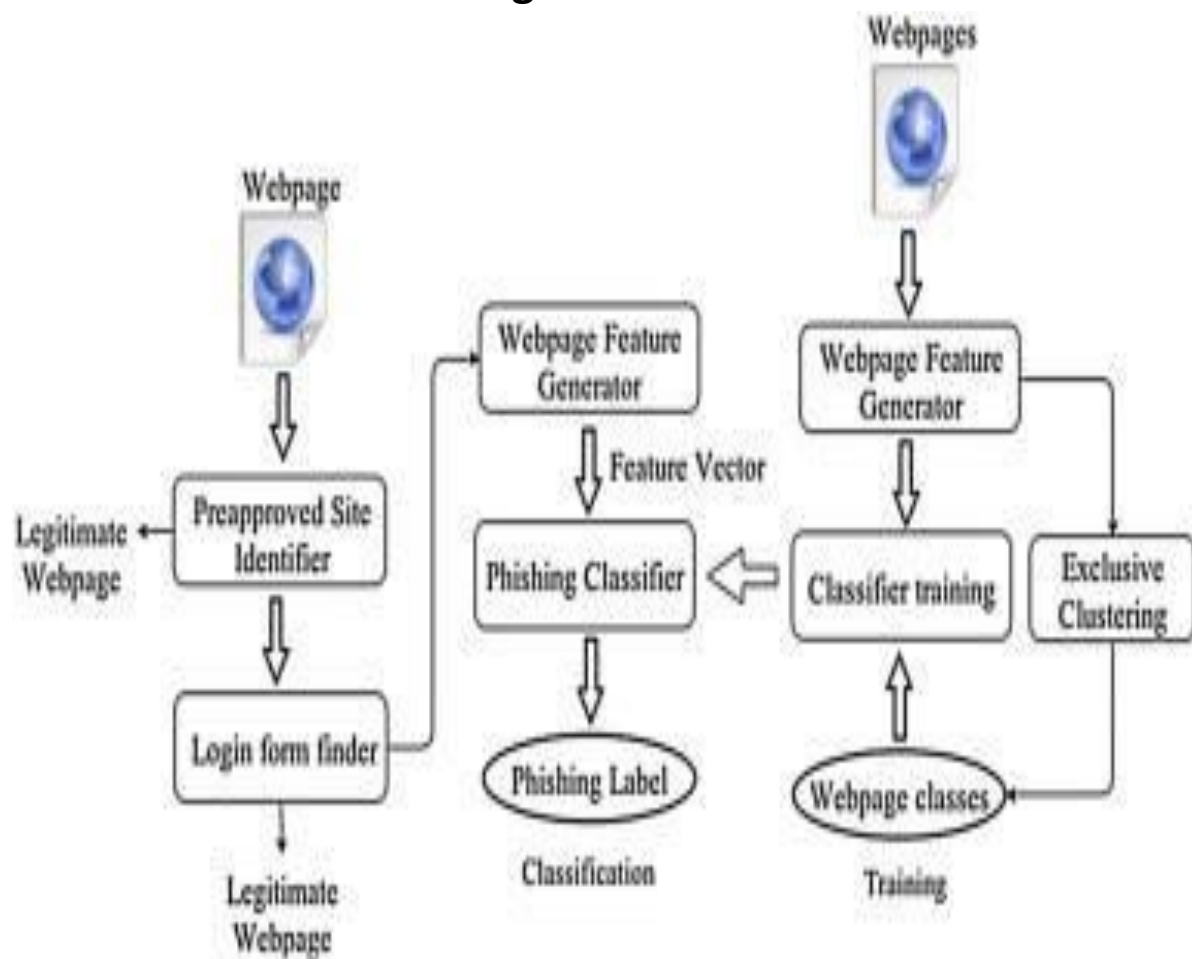 Webpages
Webpage
Webpage Feature
Generator
Webpage Feature
Generator
Feature Vector
Preapproved Site
Identifier
Legitimate
Webpage
Phishing Classifier
Classifier training
Exclusive
Clustering
Login form finder
Phishing Label
Webpage classes
Classification
Training
Legitimate
Webpage